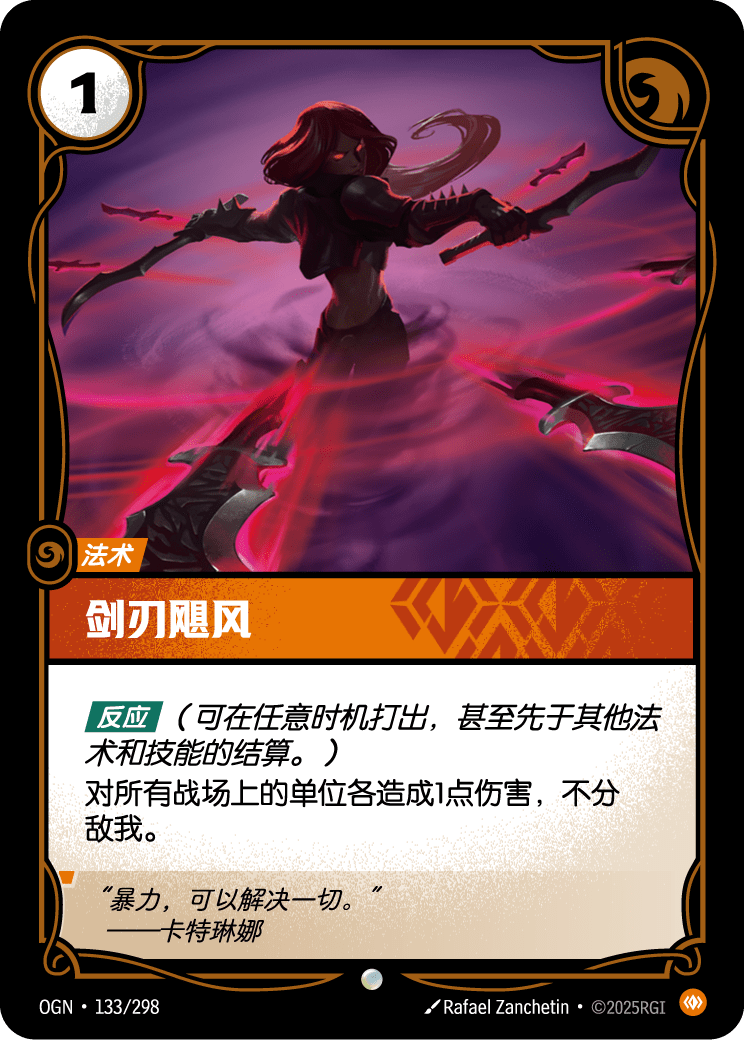 1
法术
剑刃飓风
反应（可在任意时机打出，甚至先于其他法
术和技能的结算。）
对所有战场上的单位各造成1点伤害，不分
敌我。
“暴力，可以解决一切。”
——卡特琳娜
OGN • 133/298
Rafael Zanchetin • ©2025RGI